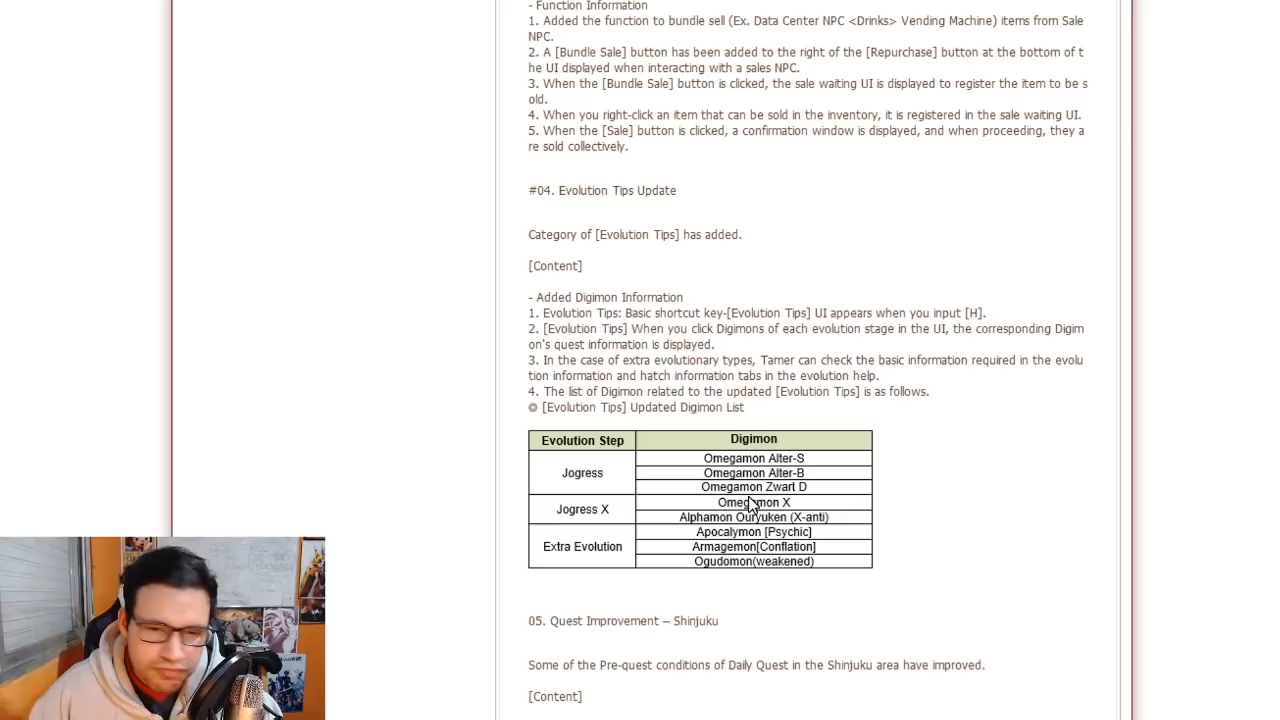 - Function Information
1. Added the function to bundle sell (Ex. Data Center NPC <Drinks> Vending Machine) items from Sale
NPC.
2. A [Bundle Sale] button has been added to the right of the [Repurchase] button at the bottom of t
he UI displayed when interacting with a sales NPC.
3. When the [Bundle Sale] button is clicked, the sale waiting UI is displayed to register the item to be s
old.
4. When you right-click an item that can be sold in the inventory, it is registered in the sale waiting UI.
5. When the [Sale] button is clicked, a confirmation window is displayed, and when proceeding, they a
re sold collectively.
#04. Evolution Tips Update
Category of [Evolution Tips] has added.
[Content]
- Added Digimon Information
1. Evolution Tips: Basic shortcut key-[Evolution Tips] UI appears when you input [H].
2. [Evolution Tips] When you click Digimons of each evolution stage in the UI, the corresponding Digim
on's quest information is displayed.
3. In the case of extra evolutionary types, Tamer can check the basic information required in the evolu
tion information and hatch information tabs in the evolution help.
4. The list of Digimon related to the updated [Evolution Tips] is as follows.
◎ [Evolution Tips] Updated Digimon List
Evolution Step Digimon
Jogress
Omegamon Alter-S
Omegamon Alter-B
Omegamon Zwart D
Jogress X
Omegamon X
Alphamon Ouryuken (X-anti)
Extra Evolution
Apocalymon [Psychic]
Armagemon[Conflation]
Ogudomon(weakened)
05. Quest Improvement – Shinjuku
Some of the Pre-quest conditions of Daily Quest in the Shinjuku area have improved.
[Content]